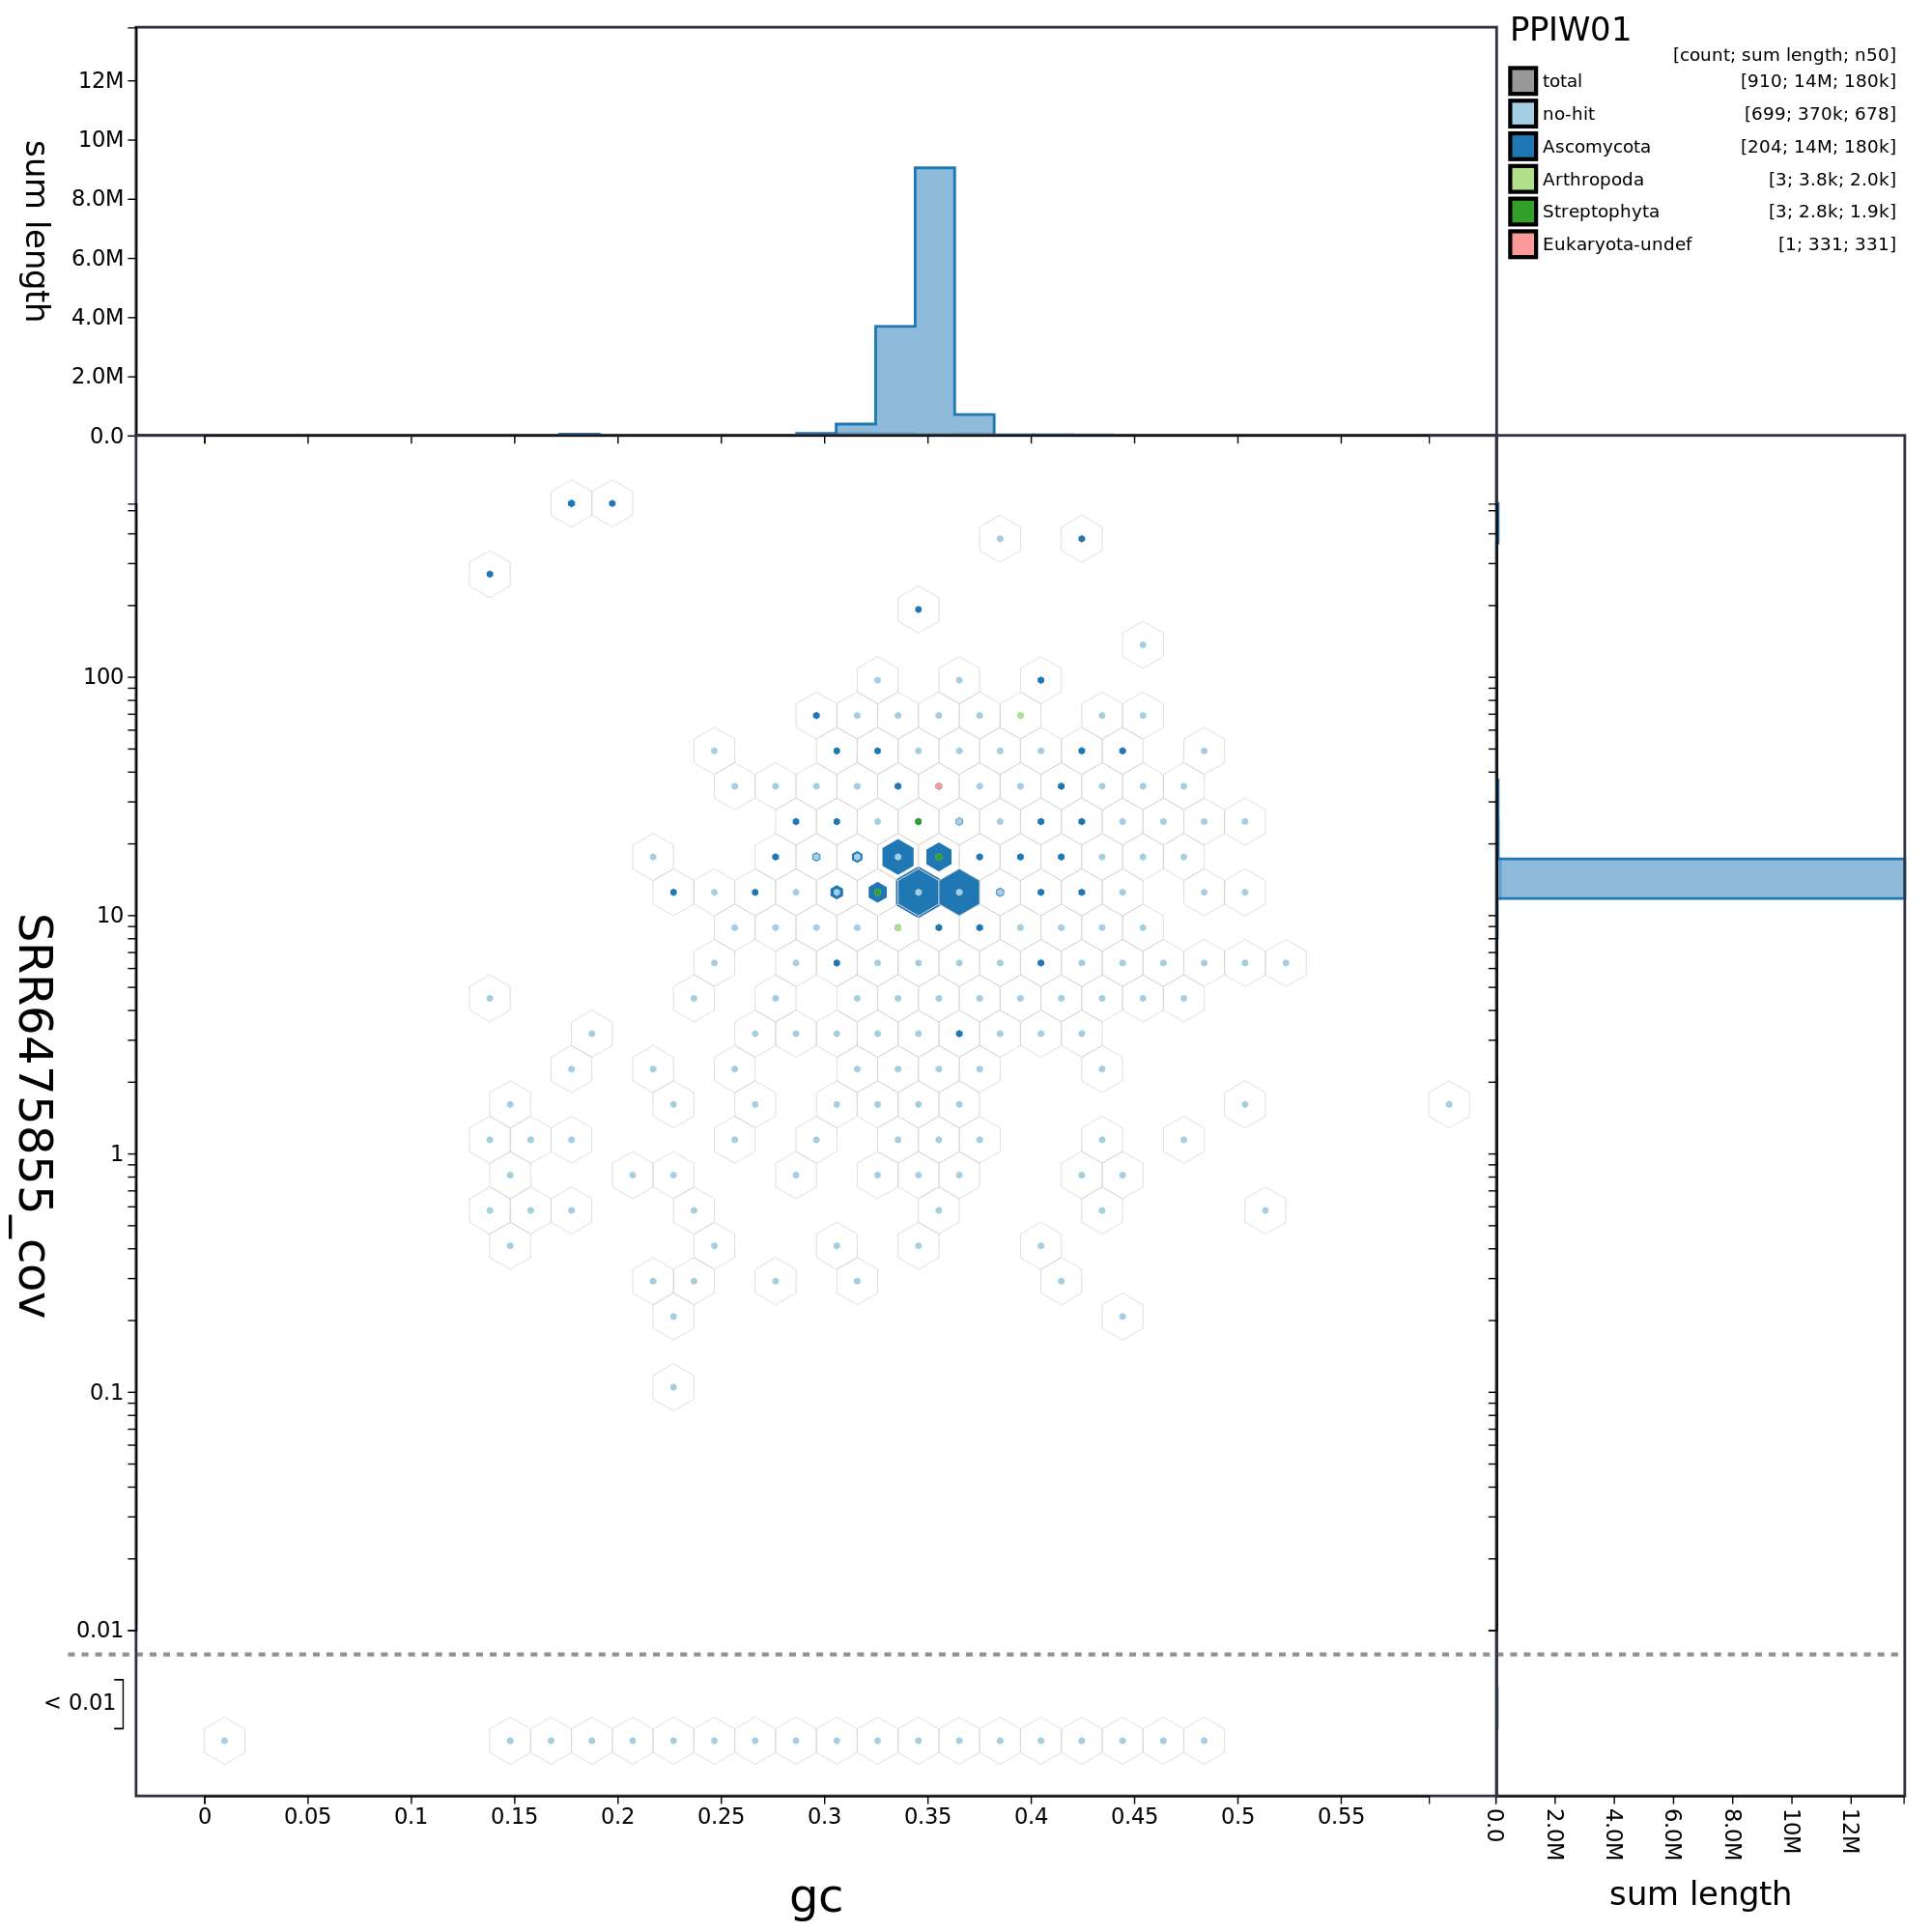 PPIW01
[count; sum length; n50]
total [910; 14M; 180k]
no-hit [699; 370k; 678]
Ascomycota [204; 14M; 180k]
Arthropoda [3; 3.8k; 2.0k]
Streptophyta [3; 2.8k; 1.9k]
Eukaryota-undef [1; 331; 331]
sum length
12M
10M
8.0M
6.0M
4.0M
2.0M
0.0
SRR6475855_cov
100
10
1
0.1
0.01
< 0.01
0 0.05 0.1 0.15 0.2 0.25 0.3 0.35 0.4 0.45 0.5 0.55
gc
0.0 2.0M 4.0M 6.0M 8.0M 10M 12M
sum length